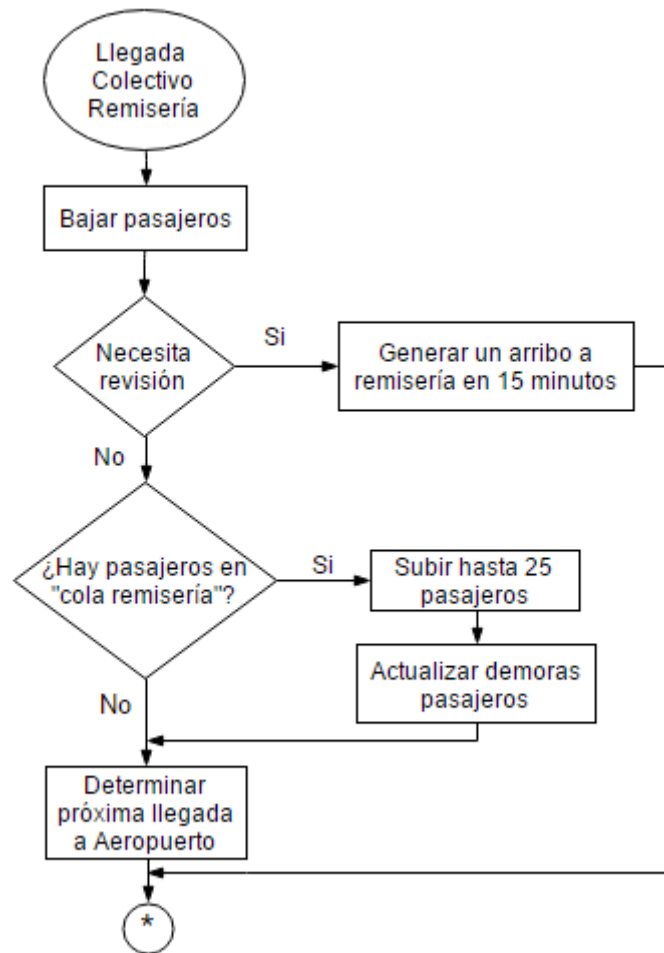 Llegada
Colectivo
Remisería
Bajar pasajeros
Necesita
revisión
Si
Generar un arribo a
remisería en 15 minutos
No
¿Hay pasajeros en
"cola remisería"?
Si
Subir hasta 25
pasajeros
Actualizar demoras
pasajeros
No
Determinar
próxima llegada
a Aeropuerto
*